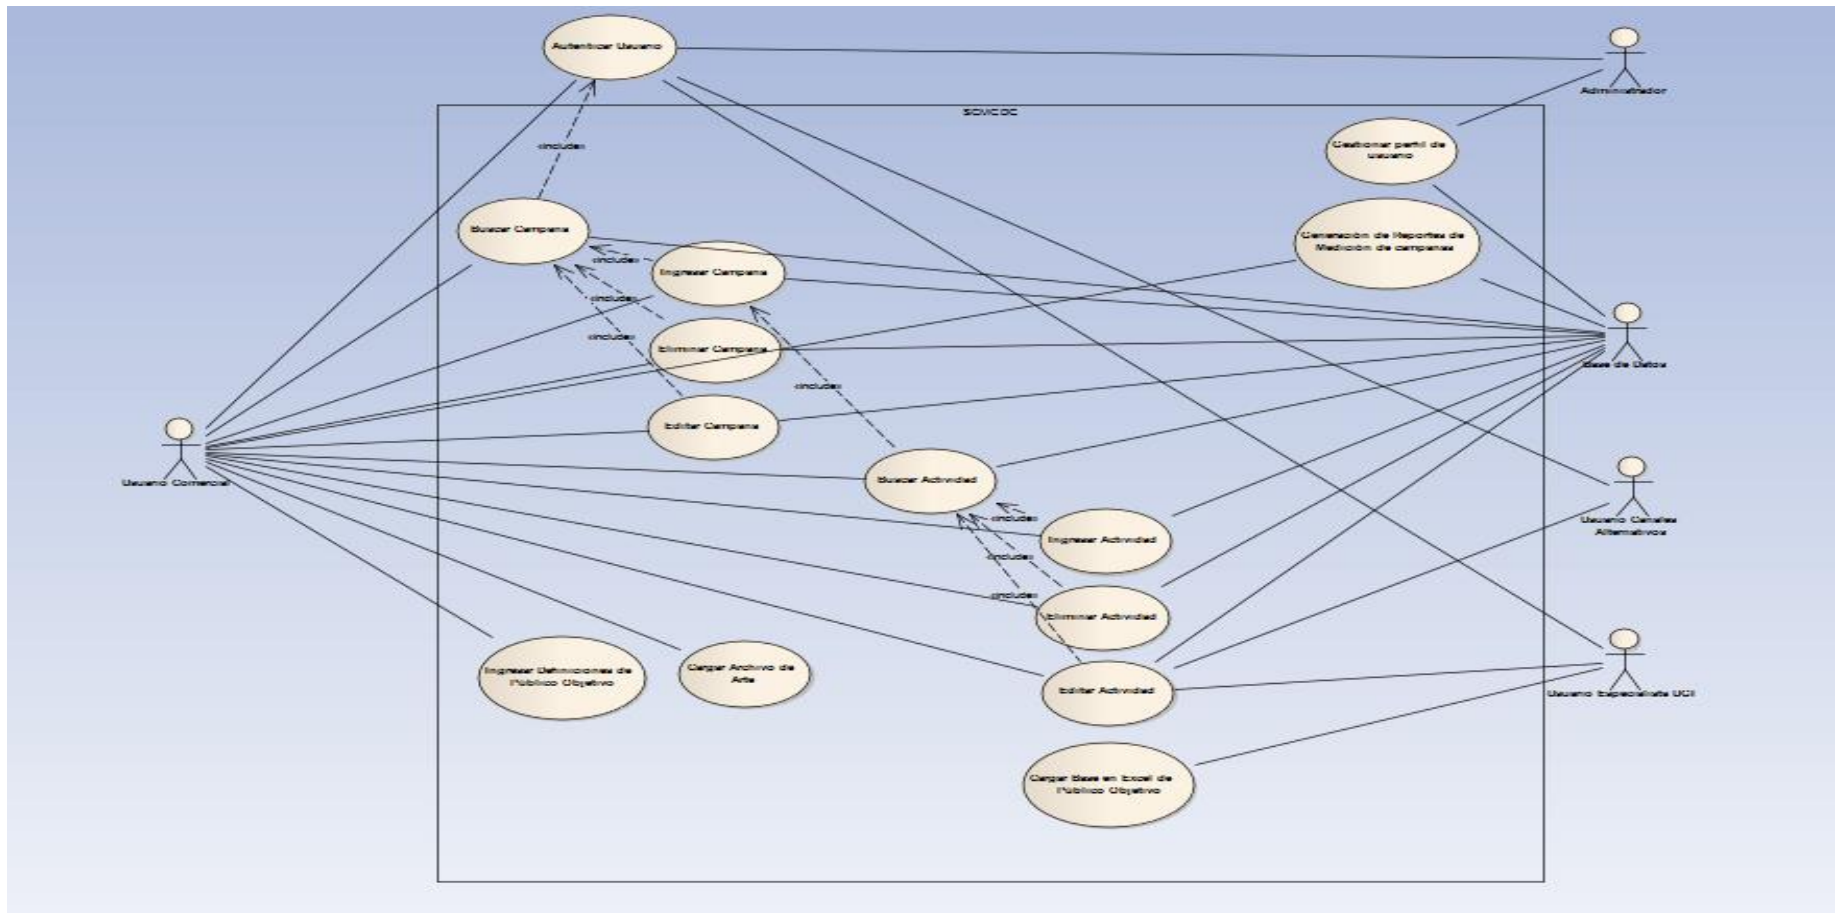 Autenticar Usuario
Administrador
Gestionar perfil de
usuario
«include»
Buscar Campana
Generación de Reportes de
Medición de campanas
«include»
Ingresar Campana
«include»
«include»
Eliminar Campana
Base de Datos
«include»
Editar Campana
Usuario Comercial
Buscar Actividad
«include»
Usuario Canales
Alternativos
Ingresar Actividad
«include»
«include»
Eliminar Actividad
Ingresar Definiciones de
Público Objetivo
Cargar Archivo de
Arte
Editar Actividad
Usuario Especialista UCI
Cargar Base en Excel de
Público Objetivo